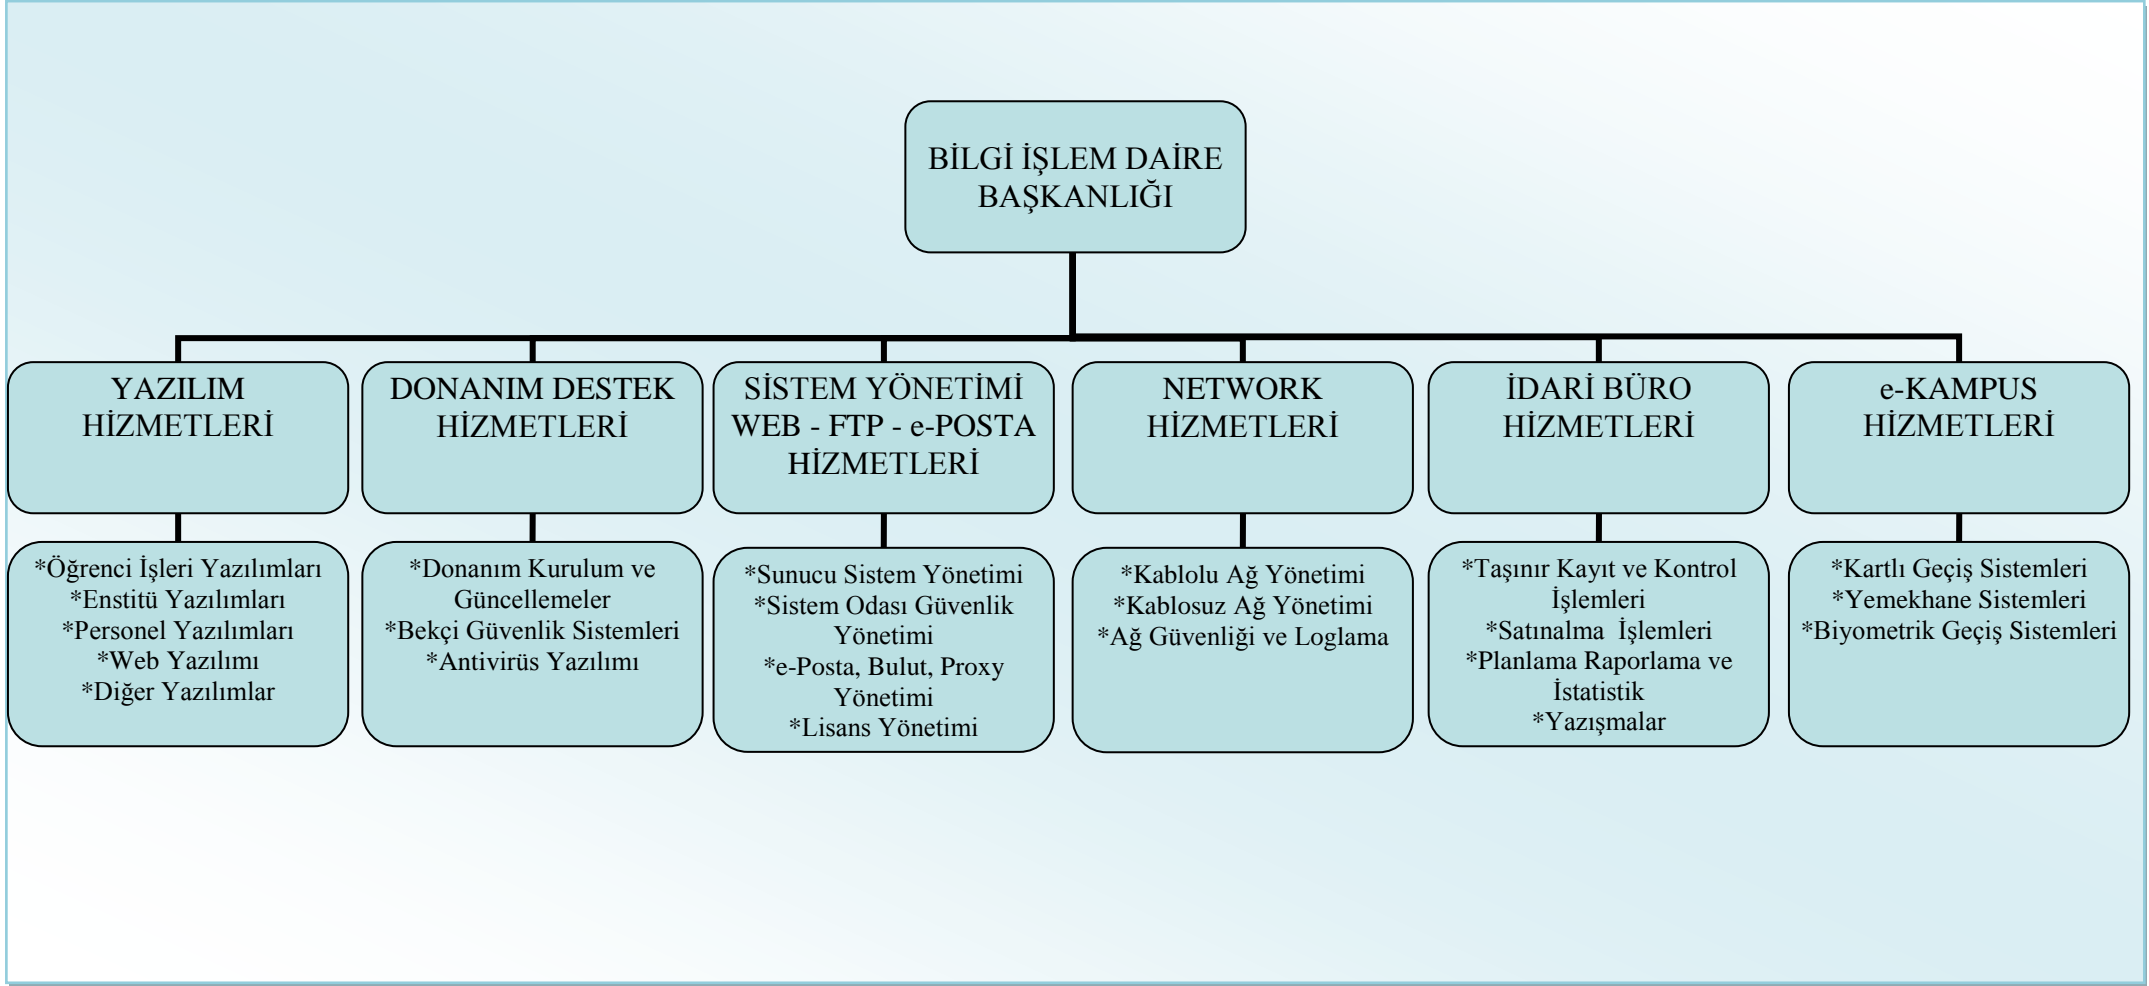 BİLGİ İŞLEM DAİRE
BAŞKANLIĞI
YAZILIM
HİZMETLERİ
DONANIM DESTEK
HİZMETLERİ
SİSTEM YÖNETİMİ
WEB - FTP - e-POSTA
HİZMETLERİ
NETWORK
HİZMETLERİ
İDARİ BÜRO
HİZMETLERİ
e-KAMPUS
HİZMETLERİ
*Öğrenci İşleri Yazılımları
*Enstitü Yazılımları
*Personel Yazılımları
*Web Yazılımı
*Diğer Yazılımlar
*Donanım Kurulum ve
Güncellemeler
*Bekçi Güvenlik Sistemleri
*Antivirüs Yazılımı
*Sunucu Sistem Yönetimi
*Sistem Odası Güvenlik
Yönetimi
*e-Posta, Bulut, Proxy
Yönetimi
*Lisans Yönetimi
*Kablolu Ağ Yönetimi
*Kablosuz Ağ Yönetimi
*Ağ Güvenliği ve Loglama
*Taşınır Kayıt ve Kontrol
İşlemleri
*Satınalma  İşlemleri
*Planlama Raporlama ve
İstatistik
*Yazışmalar
*Kartlı Geçiş Sistemleri
*Yemekhane Sistemleri
*Biyometrik Geçiş Sistemleri